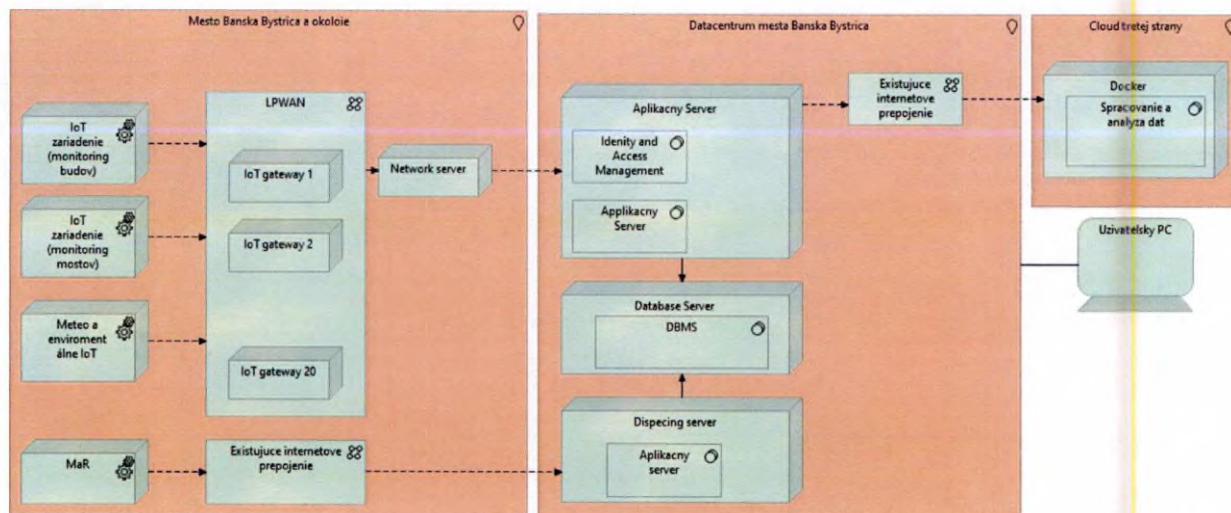 Mesto Banska Bystrica a okoloie
IoT
zariadenie
(monitoring
budov)
IoT
zariadenie
(monitoring
mostov)
Meteo a
enviroment
álne IoT
MaR
LPWAN
IoT gateway 1
IoT gateway 2
IoT gateway 20
Existujuce internetove
prepojenie
Network server
Datacentrum mesta Banska Bystrica
Aplikacny Server
Idenity and
Access
Management
Applikacny
Server
Database Server
DBMS
Dispecing server
Aplikacny
server
Existujuce
internetove
prepojenie
Cloud tretej strany
Docker
Spracovanie a
analyza dat
Uzivatelsky PC